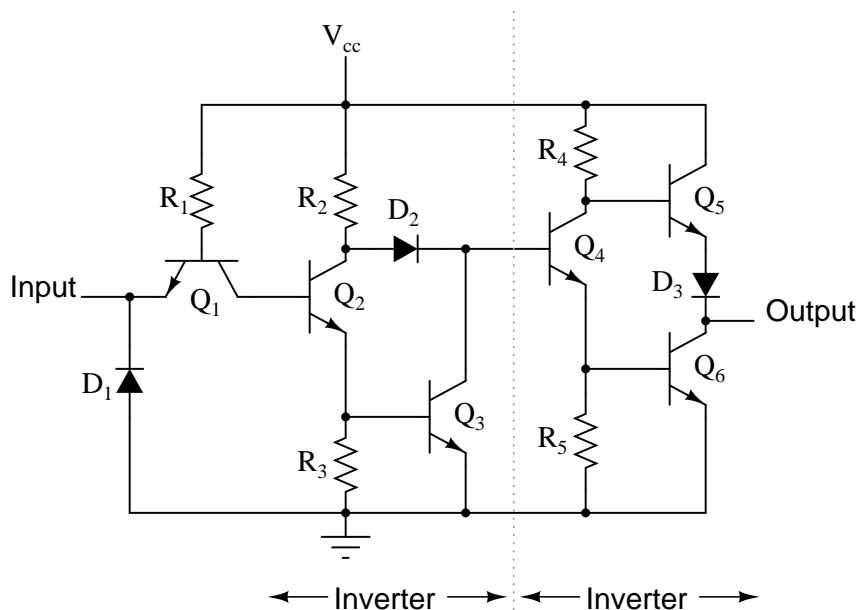 Vcc
R1
R2
R4
D2
Q5
Q4
Input
Q1
Q2
D3
Output
D1
Q6
Q3
R3
R5
Inverter
Inverter